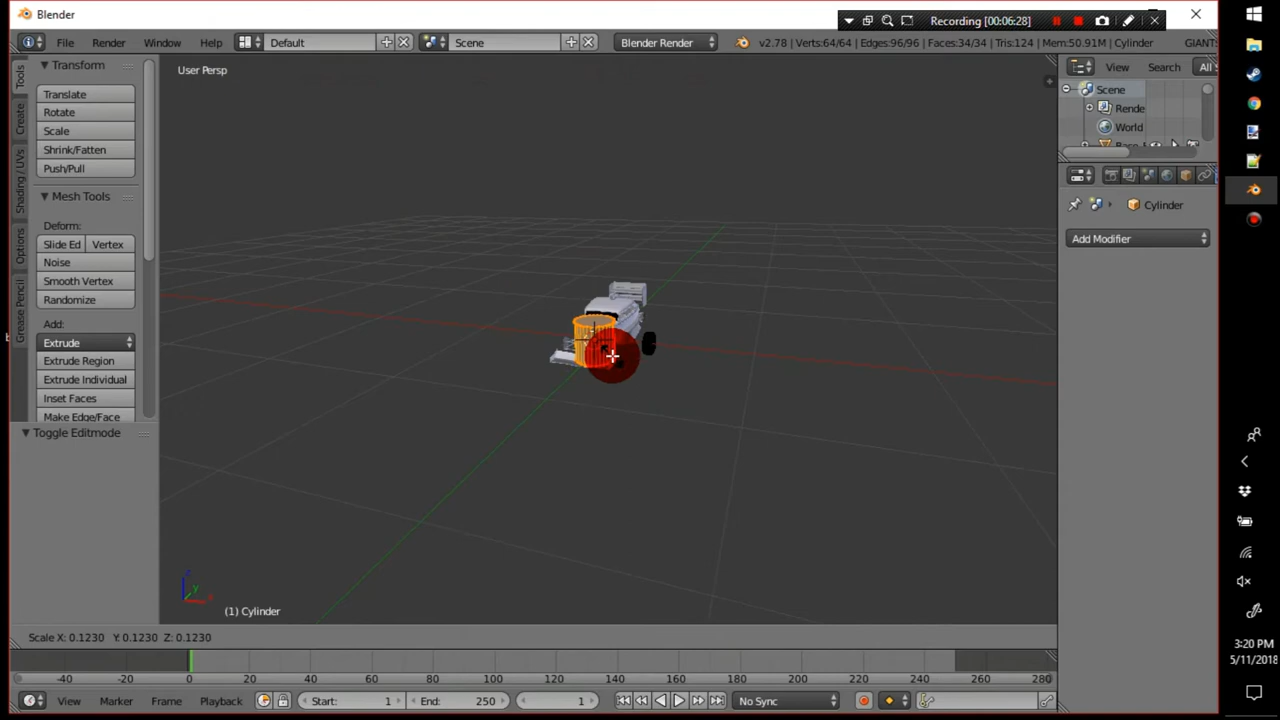 Blender
Recording [00:06:28]
File Render Window Help Default Scene Blender Render v2.78 | Verts:64/64 | Edges:96/96 | Faces:34/34 | Tris:124 | Mem:50.91M | Cylinder GIANTS
Transform
User Persp
View Search All
Tools
Translate
Scene
Rotate
Rende
Create
Scale
World
Shrink/Fatten
Push/Pull
Shading / UVs
Mesh Tools
Cylinder
Deform:
Options
Slide Ed Vertex
Add Modifier
Noise
Smooth Vertex
Grease Pencil
Randomize
Add:
Extrude
Extrude Region
Extrude Individual
Inset Faces
Make Edge/Face
Toggle Editmode
z
y
x
(1) Cylinder
Scale X: 0.1230 Y: 0.1230 Z: 0.1230
-40 -20 0 20 40 60 80 100 120 140 160 180 200 220 240 260 280
View Marker Frame Playback Start: 1 End: 250 1 No Sync
3:20 PM
5/11/2018